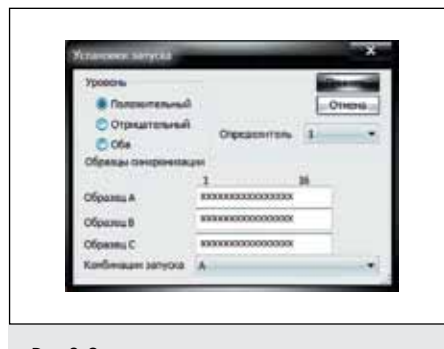 Установки запуска
Уровень
Положительный
Отмена
Отрицательный
Определитель 1
Оба
Образцы синхронизации
1 16
Образец A XXXXXXXXXXXXXXXX
Образец B XXXXXXXXXXXXXXXX
Образец C XXXXXXXXXXXXXXXX
Комбинация запуска A